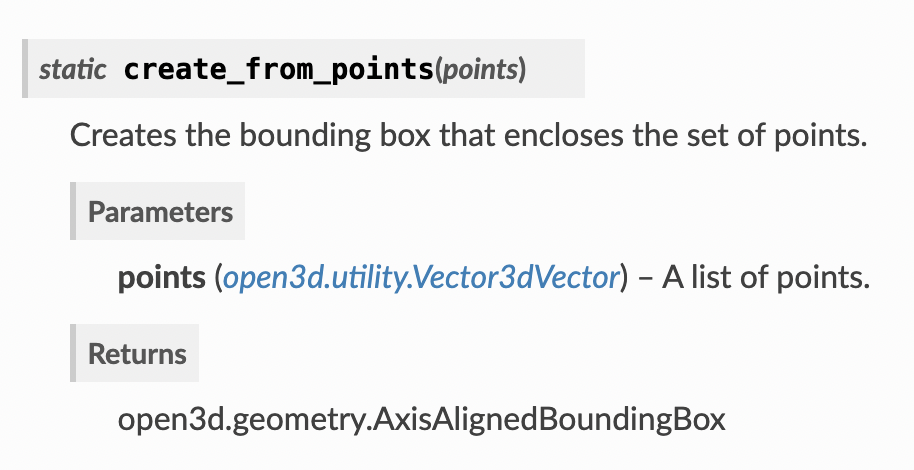 static create_from_points(points)
Creates the bounding box that encloses the set of points.
Parameters
points (open3d.utility.Vector3dVector) – A list of points.
Returns
open3d.geometry.AxisAlignedBoundingBox